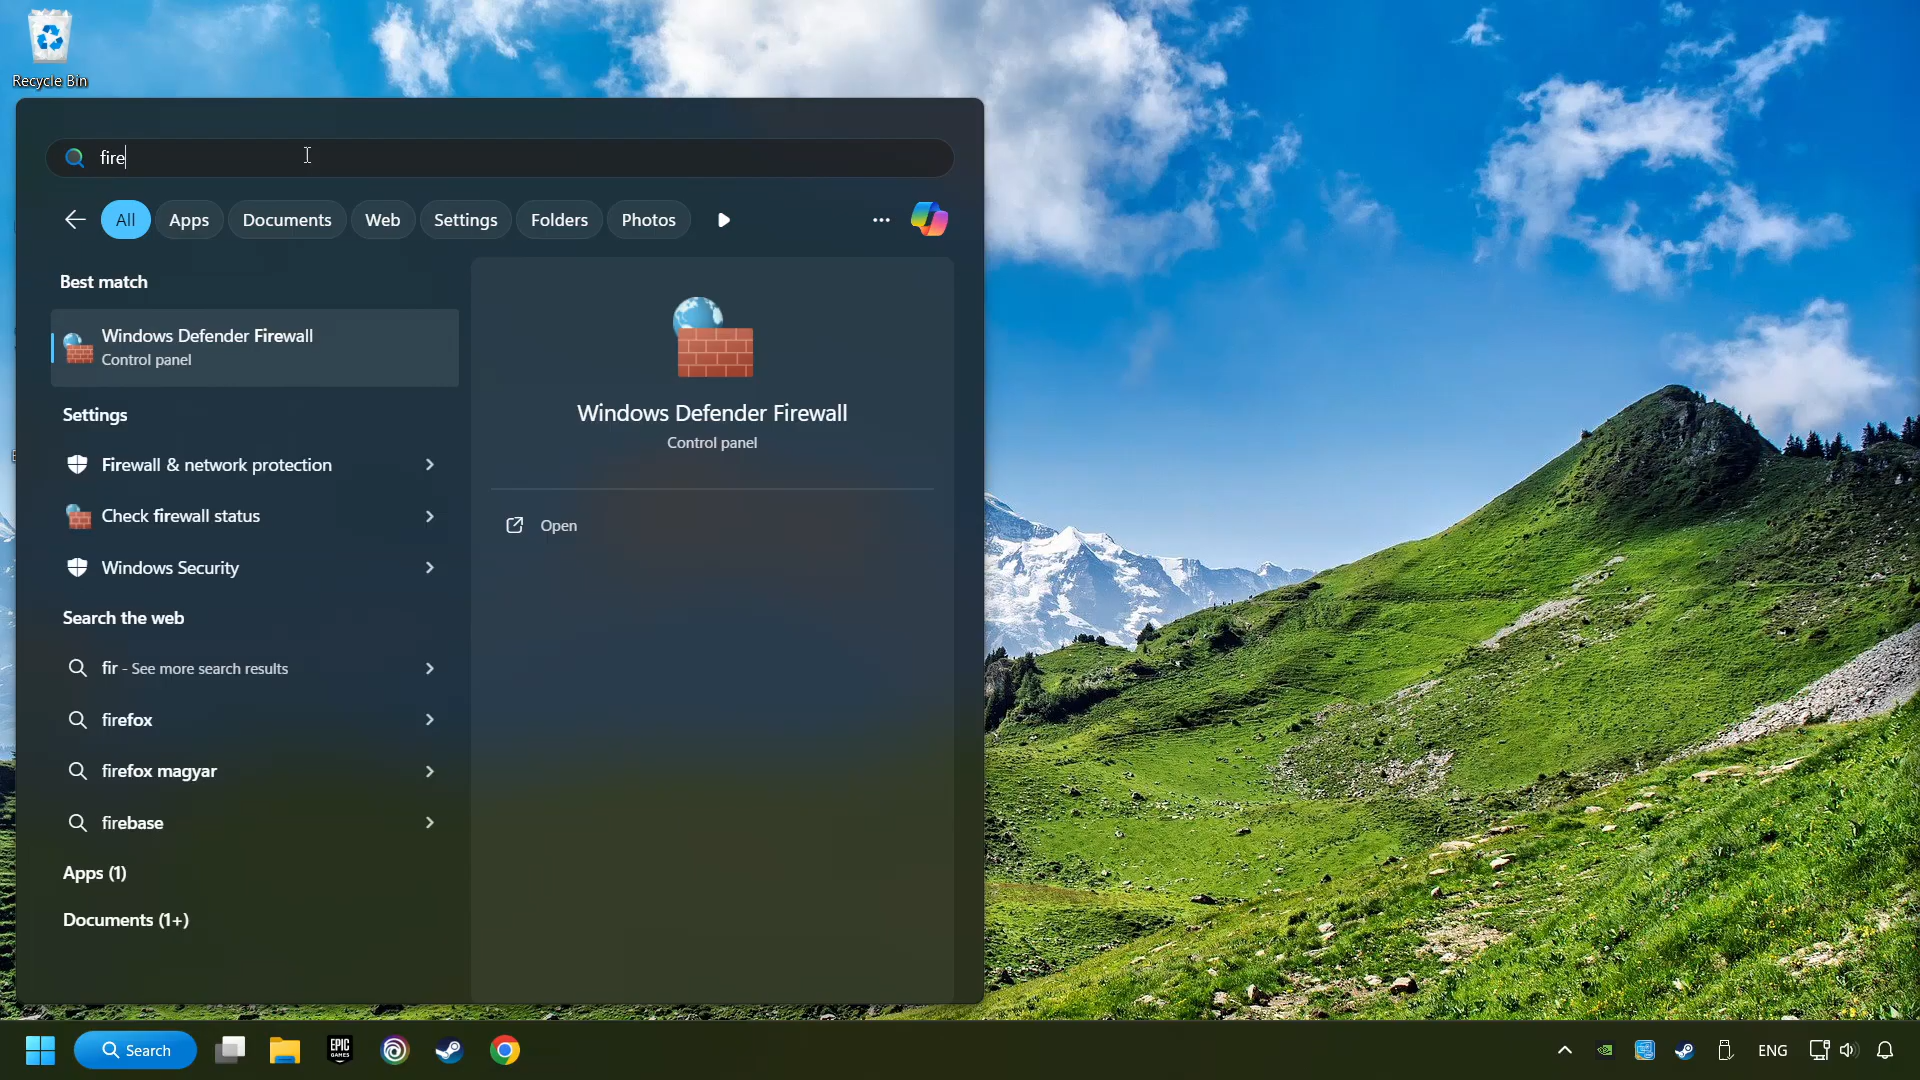 Recycle Bin
fire
All
Apps
Documents
Web
Settings
Folders
Photos
Best match
Windows Defender Firewall
Control panel
Settings
Firewall & network protection
Check firewall status
Windows Security
Search the web
fir - See more search results
firefox
firefox magyar
firebase
Apps (1)
Documents (1+)
Windows Defender Firewall
Control panel
Open
Search
EPIC
GAMES
ENG